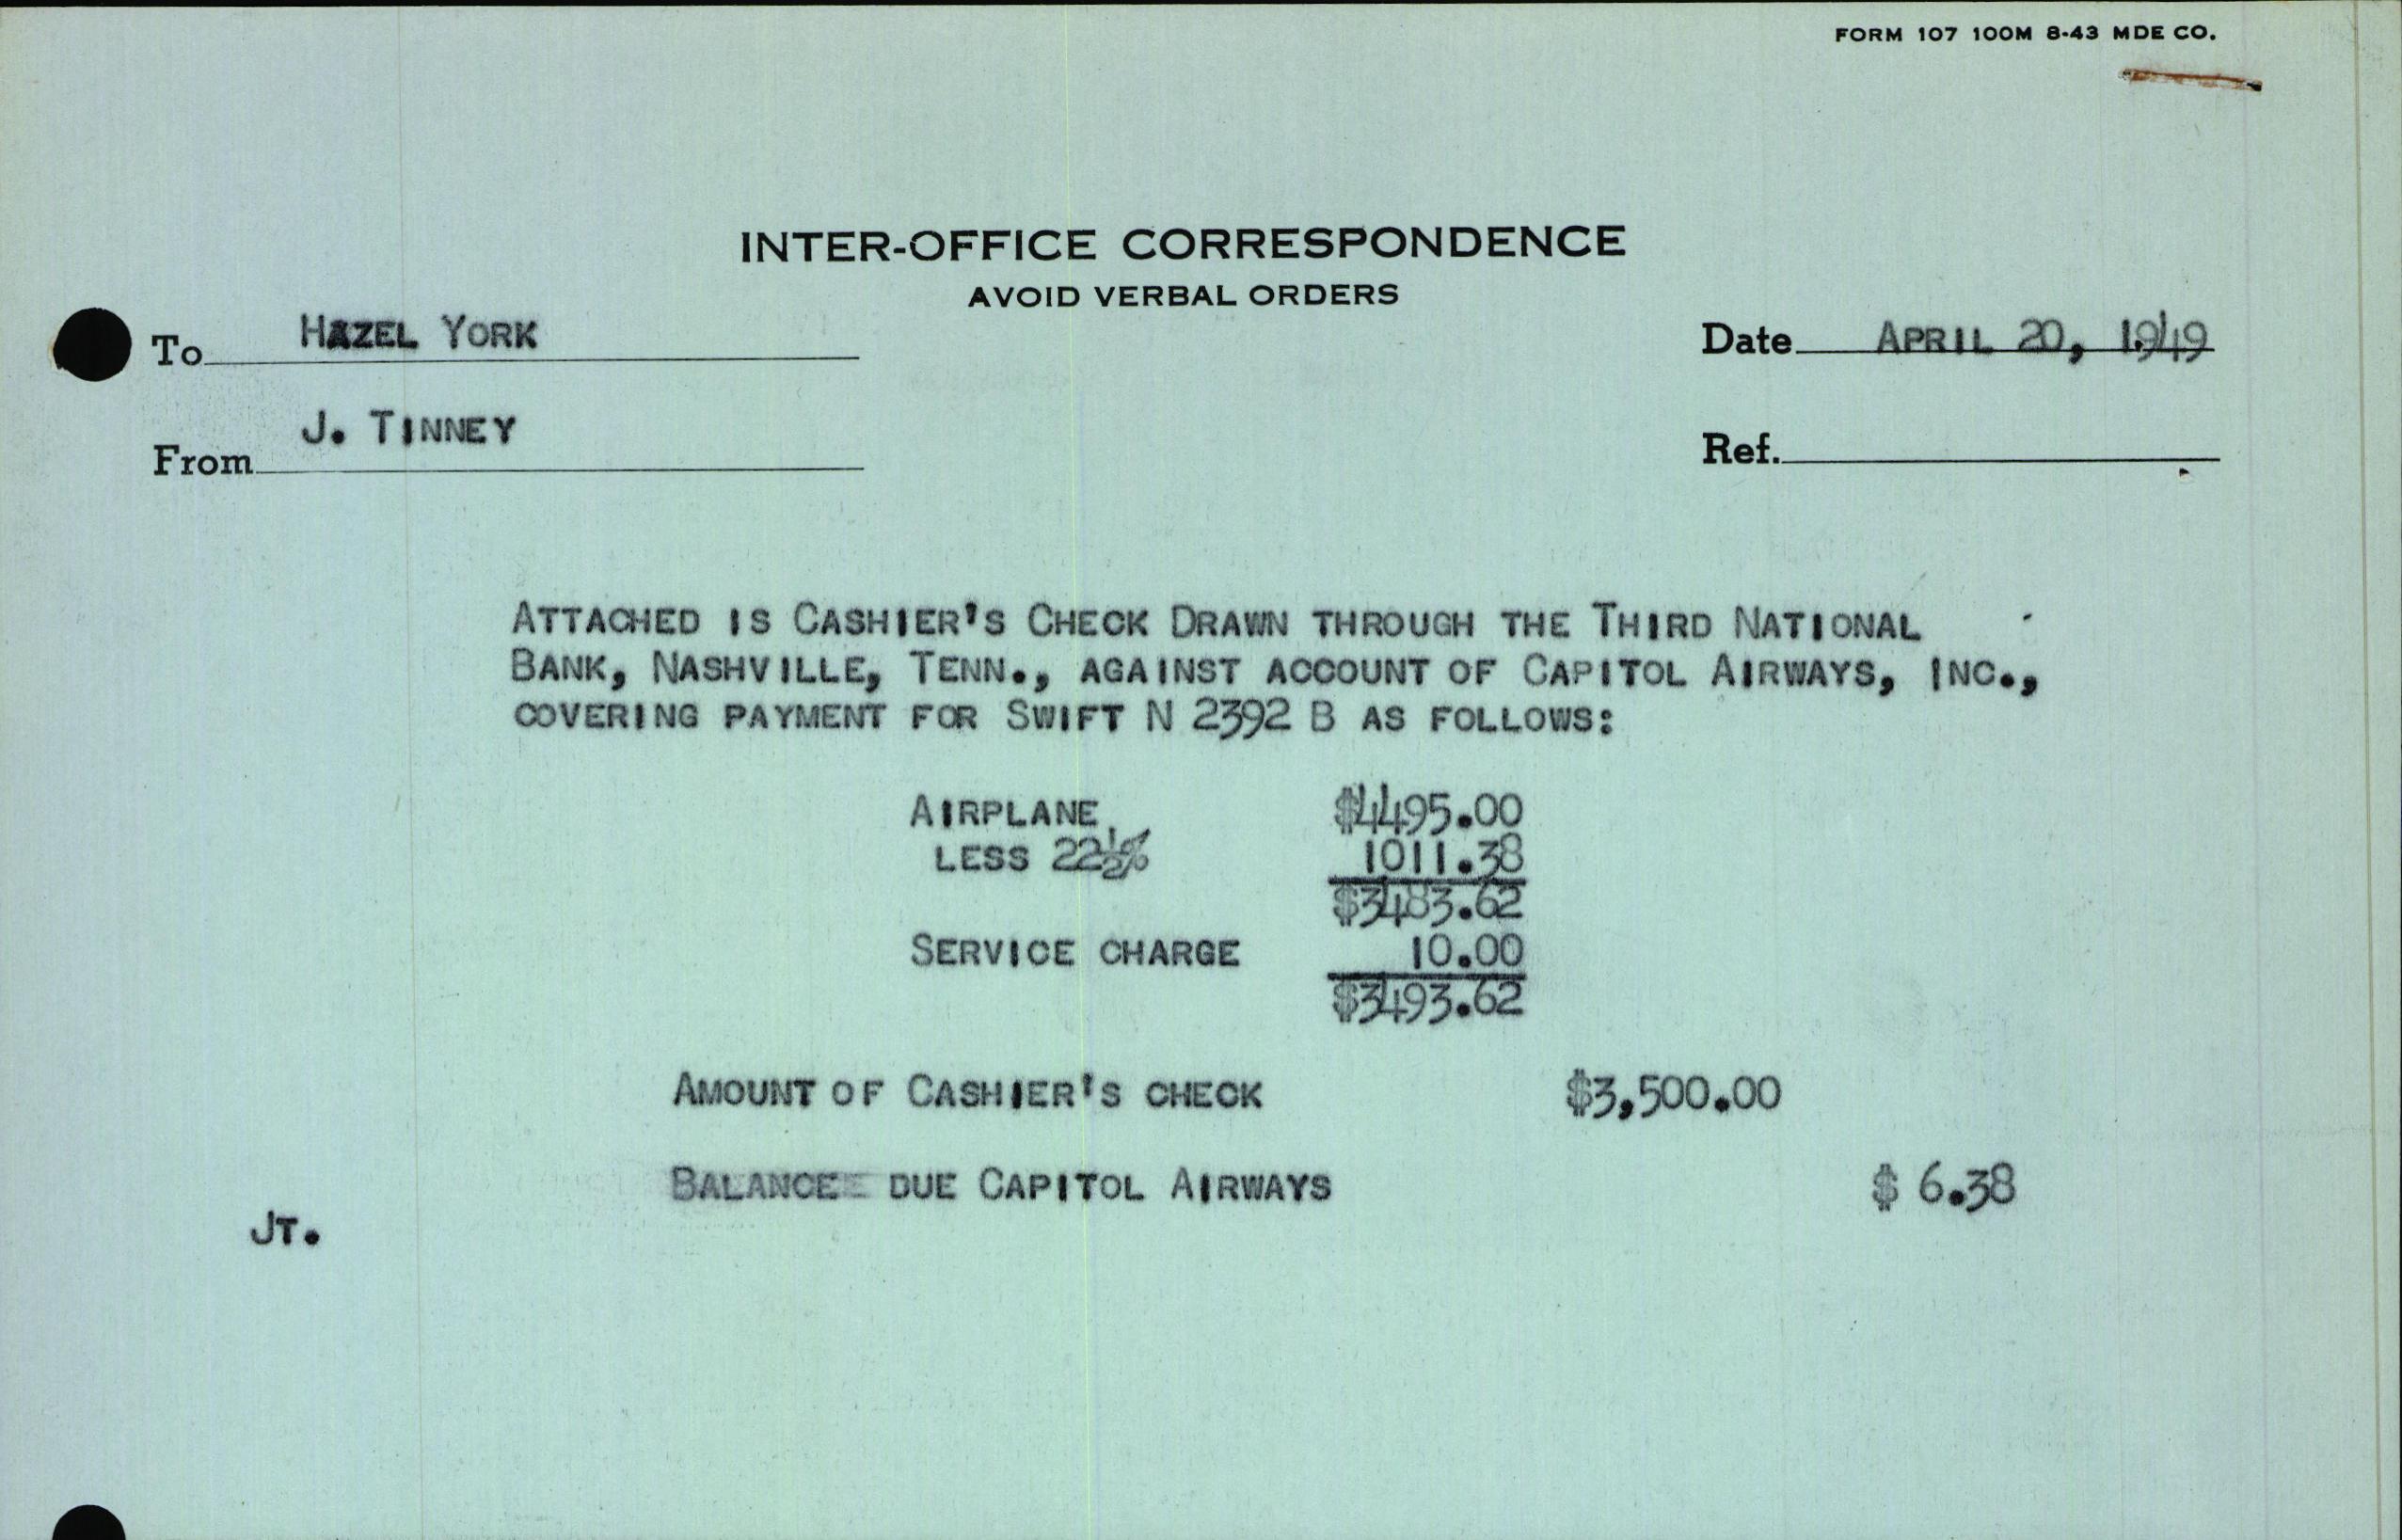 FORM 107 100M 8-43 MDE CO.
INTER-OFFICE CORRESPONDENCE
AVOID VERBAL ORDERS
To HAZEL YORK
Date APRIL 20, 1949
From J. TINNEY
Ref.
ATTACHED IS CASHIER'S CHECK DRAWN THROUGH THE THIRD NATIONAL
BANK, NASHVILLE, TENN., AGAINST ACCOUNT OF CAPITOL AIRWAYS, INC.,
COVERING PAYMENT FOR SWIFT N 2392 B AS FOLLOWS:
AIRPLANE $4495.00
LESS 22½% 1011.38
$3483.62
SERVICE CHARGE 10.00
$3493.62
AMOUNT OF CASHIER'S CHECK $3,500.00
BALANCE DUE CAPITOL AIRWAYS $ 6.38
JT.